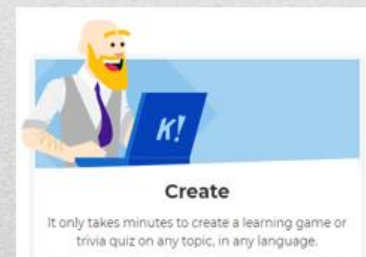 K!
Create
It only takes minutes to create a learning game or
trivia quiz on any topic, in any language.